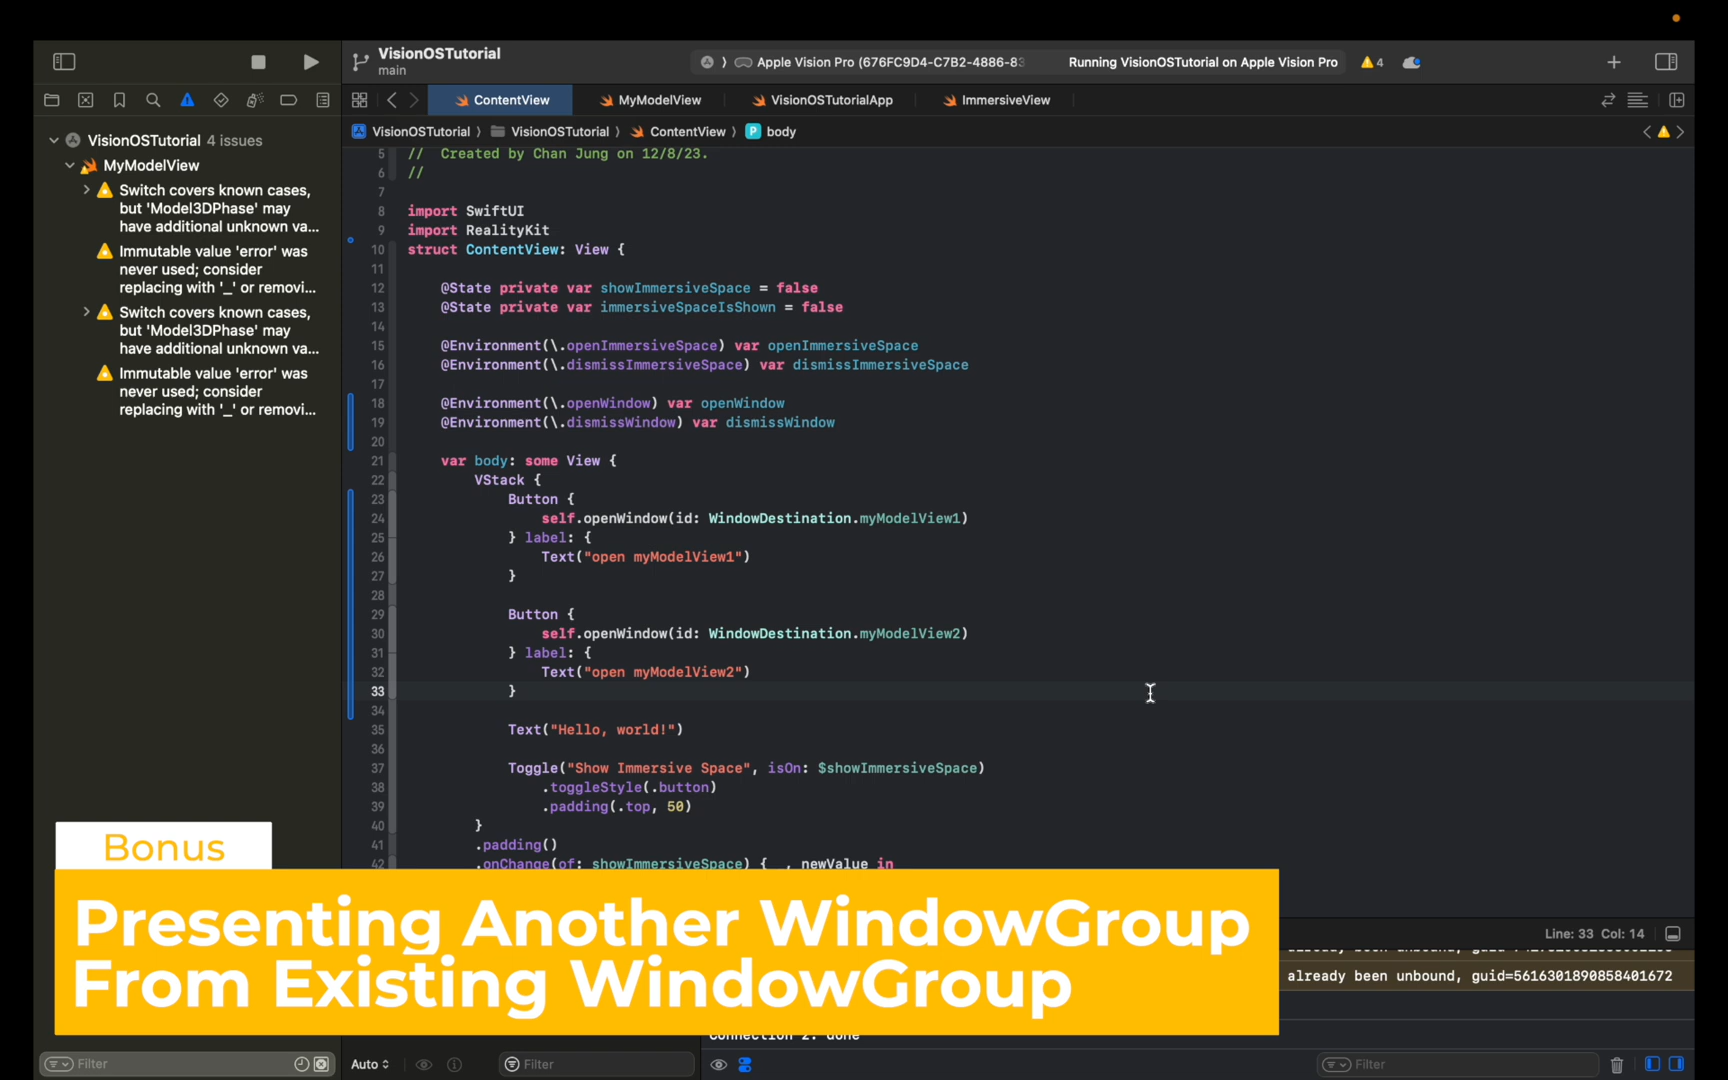 VisionOSTutorial
main
Apple Vision Pro (676FC9D4-C7B2-4886-83
Running VisionOSTutorial on Apple Vision Pro
4
ContentView
MyModelView
VisionOSTutorialApp
ImmersiveView
VisionOSTutorial 4 issues
MyModelView
Switch covers known cases,
but 'Model3DPhase' may
have additional unknown va...
Immutable value 'error' was
never used; consider
replacing with '_' or removi...
Switch covers known cases,
but 'Model3DPhase' may
have additional unknown va...
Immutable value 'error' was
never used; consider
replacing with '_' or removi...
VisionOSTutorial ⟩ VisionOSTutorial ⟩ ContentView ⟩ P body
5 // Created by Chan Jung on 12/8/23.
6 //
7
8 import SwiftUI
9 import RealityKit
10 struct ContentView: View {
11
12 @State private var showImmersiveSpace = false
13 @State private var immersiveSpaceIsShown = false
14
15 @Environment(\.openImmersiveSpace) var openImmersiveSpace
16 @Environment(\.dismissImmersiveSpace) var dismissImmersiveSpace
17
18 @Environment(\.openWindow) var openWindow
19 @Environment(\.dismissWindow) var dismissWindow
20
21 var body: some View {
22 VStack {
23 Button {
24 self.openWindow(id: WindowDestination.myModelView1)
25 } label: {
26 Text("open myModelView1")
27 }
28
29 Button {
30 self.openWindow(id: WindowDestination.myModelView2)
31 } label: {
32 Text("open myModelView2")
33 }
34
35 Text("Hello, world!")
36
37 Toggle("Show Immersive Space", isOn: $showImmersiveSpace)
38 .toggleStyle(.button)
39 .padding(.top, 50)
40 }
41 .padding()
42 .onChange(of: showImmersiveSpace) { _, newValue in
Bonus
Presenting Another WindowGroup
From Existing WindowGroup
Line: 33 Col: 14
already been unbound, guid=5616301890858401672
Connection 2: done
Filter
Auto
Filter
Filter